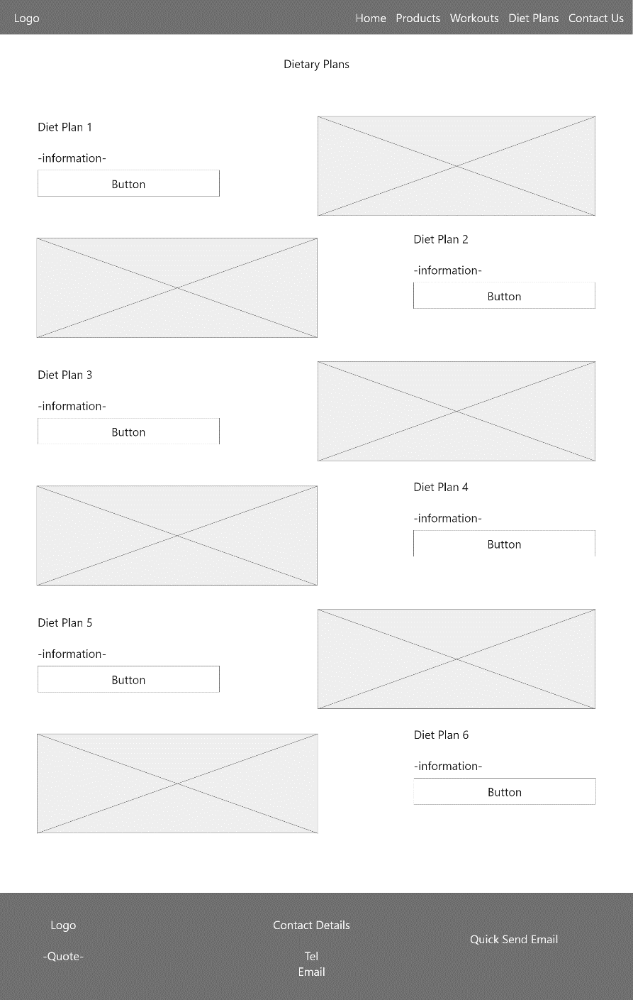 Logo
Home Products Workouts Diet Plans Contact Us
Dietary Plans
Diet Plan 1
-information-
Button
Diet Plan 2
-information-
Button
Diet Plan 3
-information-
Button
Diet Plan 4
-information-
Button
Diet Plan 5
-information-
Button
Diet Plan 6
-information-
Button
Logo
-Quote-
Contact Details
Tel
Email
Quick Send Email